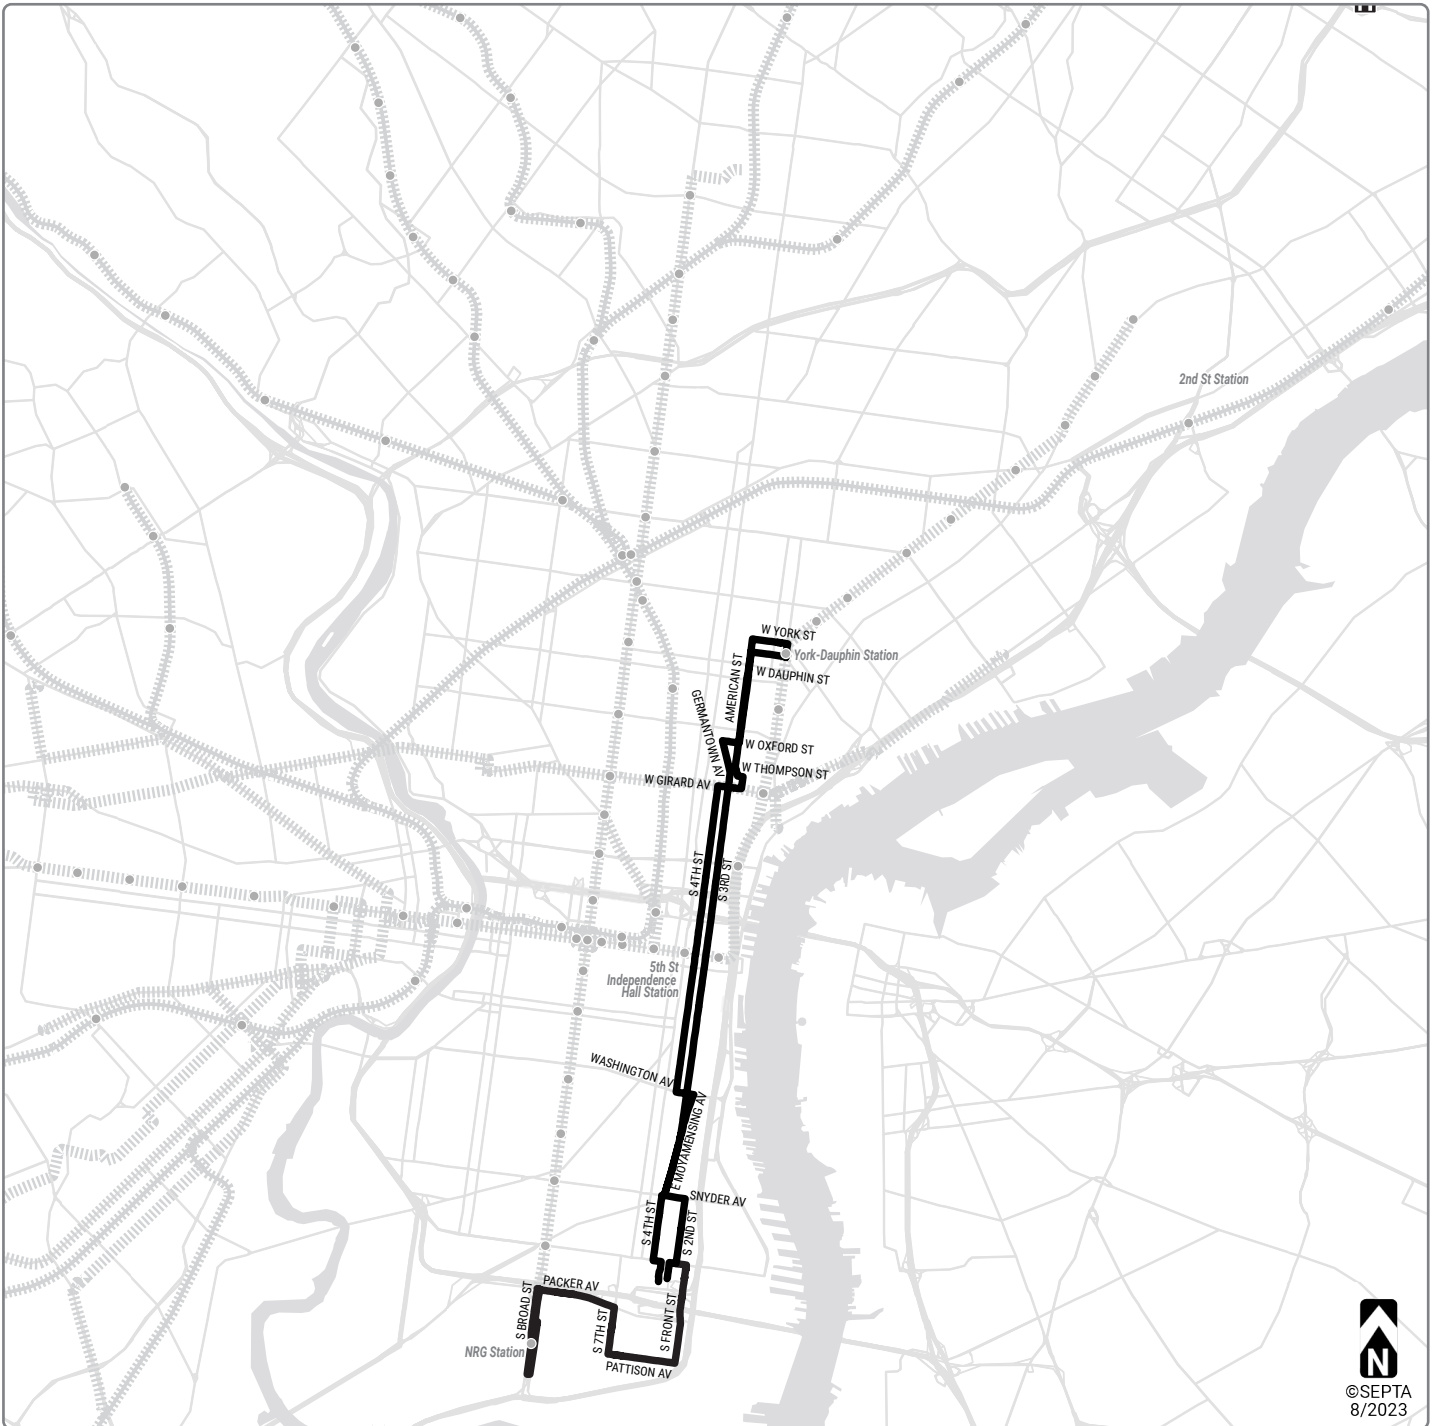 2nd St Station
W YORK ST
York-Dauphin Station
W DAUPHIN ST
AMERICAN ST
GERMANTOWN AV
W OXFORD ST
W THOMPSON ST
W GIRARD AV
S 4TH ST
S 3RD ST
5th St
Independence
Hall Station
WASHINGTON AV
E MOYAMENSING AV
SNYDER AV
S 4TH ST
S 2ND ST
PACKER AV
S BROAD ST
S 7TH ST
S FRONT ST
NRG Station
PATTISON AV
N
©SEPTA
8/2023